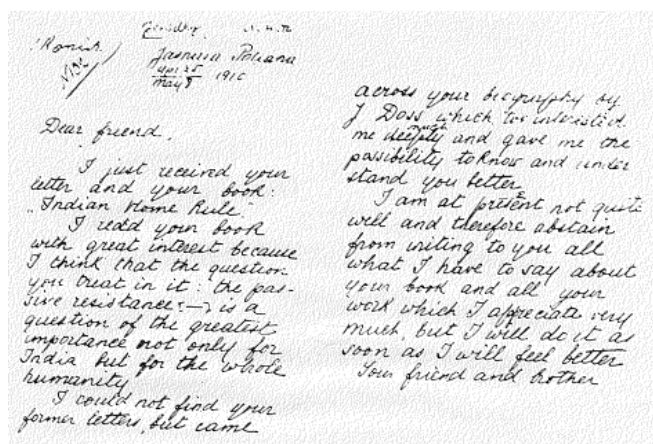 Jasnaia Poliana
Apr 25
May 8 1910
Dear friend.
I just received your
letter and your book:
„Indian Home Rule".
I read your book
with great interest because
I think that the question
you treat in it: the pas-
sive resistance — is a
question of the greatest
importance not only for
India but for the whole
humanity
I could not find your
former letters, but came
across your biography by
J Doss which too interested
me much and gave me the
possibility to know and under
stand you better.
I am at present not quite
well and therefore abstain
from writing to you all
what I have to say about
your book and all your
work which I appreciate very
much, but I will do it as
soon as I will feel better
Your friend and brother